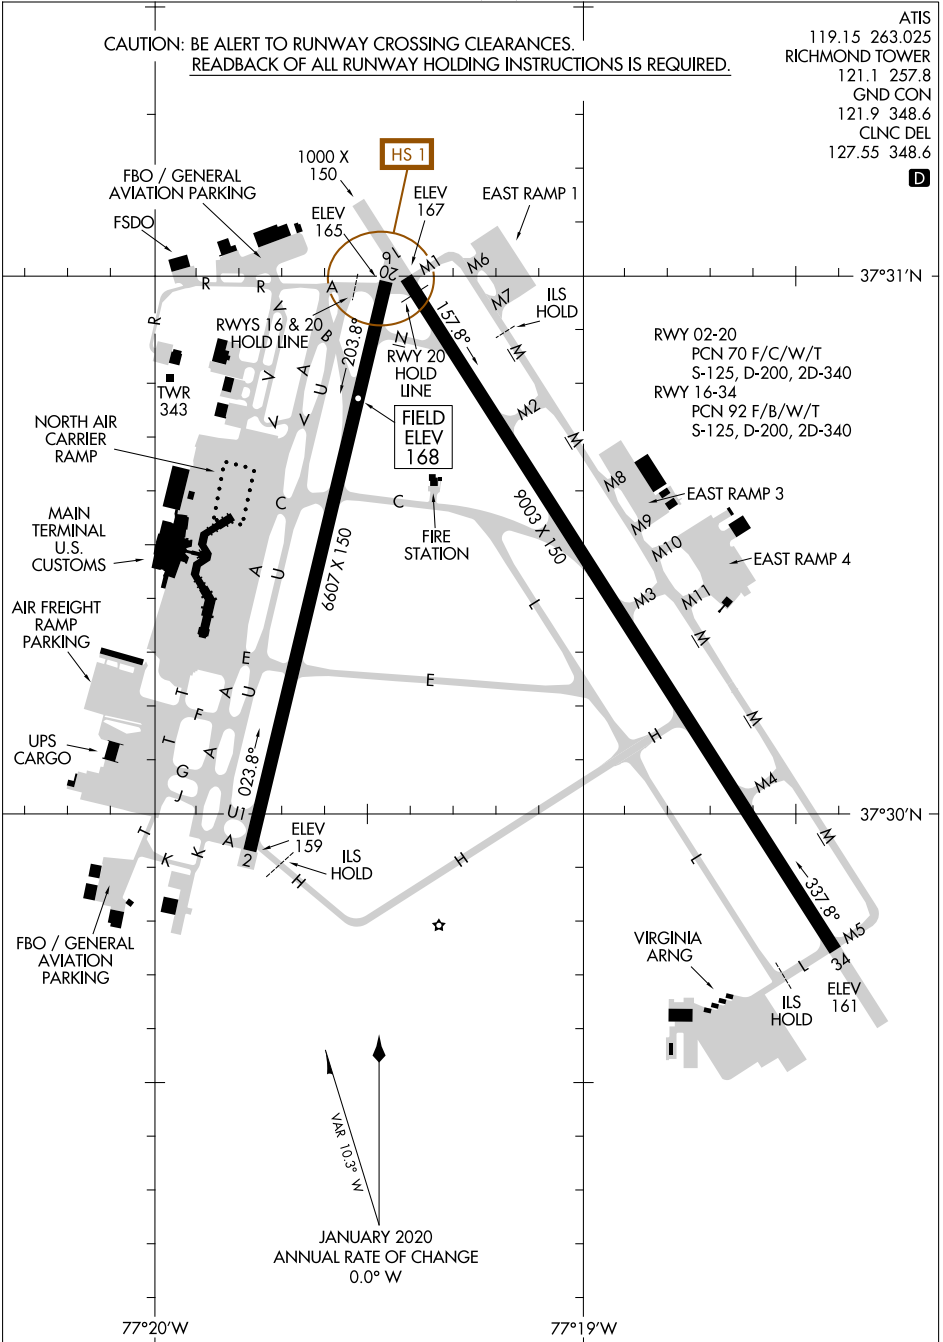 CAUTION: BE ALERT TO RUNWAY CROSSING CLEARANCES.
READBACK OF ALL RUNWAY HOLDING INSTRUCTIONS IS REQUIRED.
ATIS
119.15 263.025
RICHMOND TOWER
121.1 257.8
GND CON
121.9 348.6
CLNC DEL
127.55 348.6
D
HS 1
1000 X
150
FBO / GENERAL
AVIATION PARKING
FSDO
ELEV
165
ELEV
167
EAST RAMP 1
16
20
M1
M6
M7
37°31'N
R
R
R
A
V
B
RWYS 16 & 20
HOLD LINE
203.8°
N
157.8°
ILS
HOLD
M
RWY 20
HOLD
LINE
RWY 02-20
PCN 70 F/C/W/T
S-125, D-200, 2D-340
RWY 16-34
PCN 92 F/B/W/T
S-125, D-200, 2D-340
TWR
343
V
A
U
V
V
M2
M
FIELD
ELEV
168
NORTH AIR
CARRIER
RAMP
MAIN
TERMINAL
U.S.
CUSTOMS
C
C
FIRE
STATION
9003 X 150
M8
EAST RAMP 3
M9
M10
EAST RAMP 4
6607 X 150
A
U
L
M3
M11
M
AIR FREIGHT
RAMP
PARKING
E
E
T
A
U
F
T
A
G
J
023.8°
H
M
M4
UPS
CARGO
U1
37°30'N
T
K
K
A
2
ELEV
159
ILS
HOLD
H
H
L
M
337.8°
FBO / GENERAL
AVIATION
PARKING
VIRGINIA
ARNG
L
M5
34
ILS
HOLD
ELEV
161
VAR 10.3° W
JANUARY 2020
ANNUAL RATE OF CHANGE
0.0° W
77°20'W
77°19'W